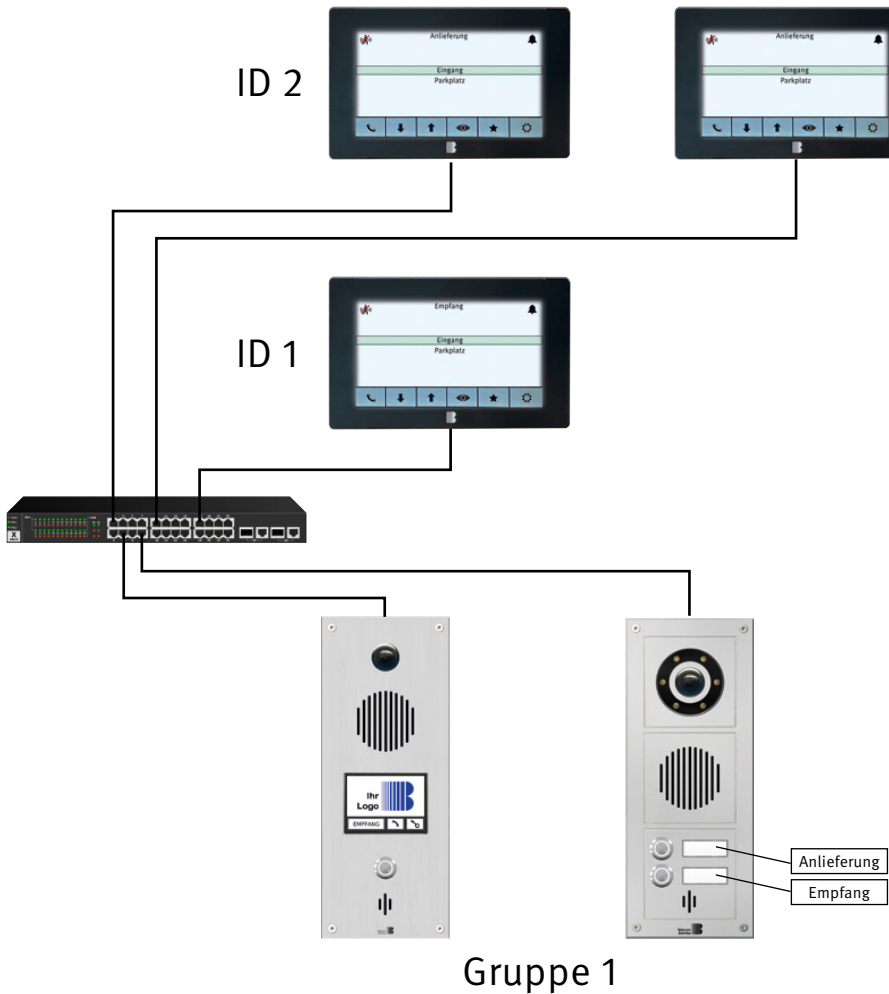 ID 2
Anlieferung
Eingang
Parkplatz
Anlieferung
Eingang
Parkplatz
ID 1
Empfang
Eingang
Parkplatz
X
Ihr
Logo
EMPFANG
Anlieferung
Empfang
Gruppe 1